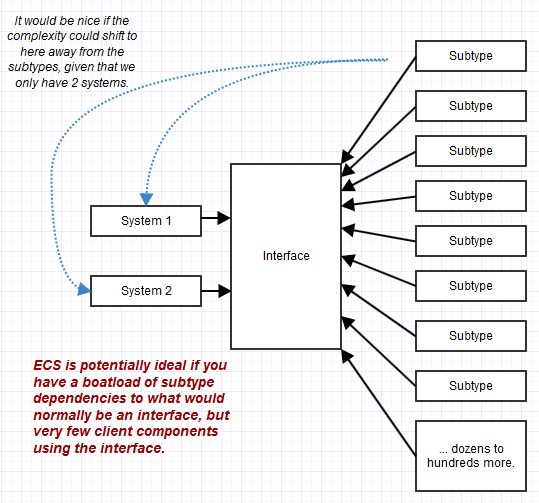 It would be nice if the
complexity could shift to
here away from the
subtypes, given that we
only have 2 systems.
Subtype
Subtype
Subtype
Subtype
Subtype
Subtype
Subtype
Subtype
... dozens to
hundreds more.
System 1
System 2
Interface
ECS is potentially ideal if you
have a boatload of subtype
dependencies to what would
normally be an interface, but
very few client components
using the interface.